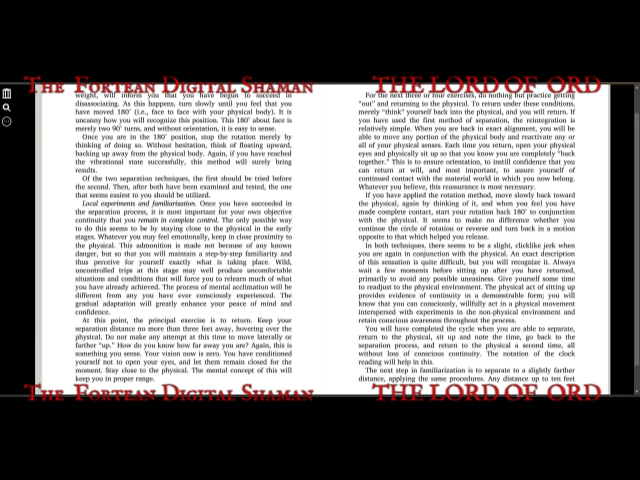 THE FORTEAN DIGITAL SHAMAN
THE LORD OF ORD
weight, will inform you that you have begun to succeed in
disassociating. As this happens, turn slowly until you feel that you
have moved 180° (i.e., face to face with your physical body). It is
uncanny how you will recognize this position. This 180° about face is
merely two 90° turns, and without orientation, it is easy to sense.
Once you are in the 180° position, stop the rotation merely by
thinking of doing so. Without hesitation, think of floating upward,
backing up away from the physical body. Again, if you have reached
the vibrational state successfully, this method will surely bring
results.
Of the two separation techniques, the first should be tried before
the second. Then, after both have been examined and tested, the one
that seems easiest to you should be utilized.
Local experiments and familiarization. Once you have succeeded in
the separation process, it is most important for your own objective
continuity that you remain in complete control. The only possible way
to do this seems to be by staying close to the physical in the early
stages. Whatever you may feel emotionally, keep in close proximity to
the physical. This admonition is made not because of any known
danger, but so that you will maintain a step-by-step familiarity and
thus perceive for yourself exactly what is taking place. Wild,
uncontrolled trips at this stage may well produce uncomfortable
situations and conditions that will force you to relearn much of what
you have already achieved. The process of mental acclimation will be
different from any you have ever consciously experienced. The
gradual adaptation will greatly enhance your peace of mind and
confidence.
At this point, the principal exercise is to return. Keep your
separation distance no more than three feet away, hovering over the
physical. Do not make any attempt at this time to move laterally or
farther "up." How do you know how far away you are? Again, this is
something you sense. Your vision now is zero. You have conditioned
yourself not to open your eyes, and let them remain closed for the
moment. Stay close to the physical. The mental concept of this will
keep you in proper range.
For the next three or four exercises, do nothing but practice getting
"out" and returning to the physical. To return under these conditions,
merely "think" yourself back into the physical, and you will return. If
you have used the first method of separation, the reintegration is
relatively simple. When you are back in exact alignment, you will be
able to move any portion of the physical body and reactivate any or
all of your physical senses. Each time you return, open your physical
eyes and physically sit up so that you know you are completely "back
together." This is to ensure orientation, to instill confidence that you
can return at will, and most important, to assure yourself of
continued contact with the material world in which you now belong.
Whatever you believe, this reassurance is most necessary.
If you have applied the rotation method, move slowly back toward
the physical, again by thinking of it, and when you feel you have
made complete contact, start your rotation back 180° to conjunction
with the physical. It seems to make no difference whether you
continue the circle of rotation or reverse and turn back in a motion
opposite to that which helped you release.
In both techniques, there seems to be a slight, clicklike jerk when
you are again in conjunction with the physical. An exact description
of this sensation is quite difficult, but you will recognize it. Always
wait a few moments before sitting up after you have returned,
primarily to avoid any possible uneasiness. Give yourself some time
to readjust to the physical environment. The physical act of sitting up
provides evidence of continuity in a demonstrable form; you will
know that you can consciously, willfully act in a physical movement
interspersed with experiments in the non-physical environment and
retain conscious awareness throughout the process.
You will have completed the cycle when you are able to separate,
return to the physical, sit up and note the time, go back to the
separation process, and return to the physical a second time, all
without loss of conscious continuity. The notation of the clock
reading will help in this.
The next step in familiarization is to separate to a slightly farther
distance, applying the same procedures. Any distance up to ten feet
THE FORTEAN DIGITAL SHAMAN
THE LORD OF ORD